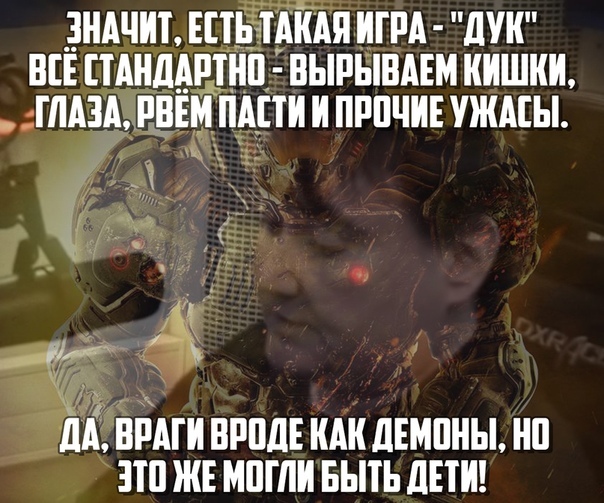 ЗНАЧИТ, ЕСТЬ ТАКАЯ ИГРА - "ДУК"
ВСЁ СТАНДАРТНО - ВЫРЫВАЕМ КИШКИ,
ГЛАЗА, РВЁМ ПАСТИ И ПРОЧИЕ УЖАСЫ.
ДА, ВРАГИ ВРОДЕ КАК ДЕМОНЫ, НО
ЭТО ЖЕ МОГЛИ БЫТЬ ДЕТИ!